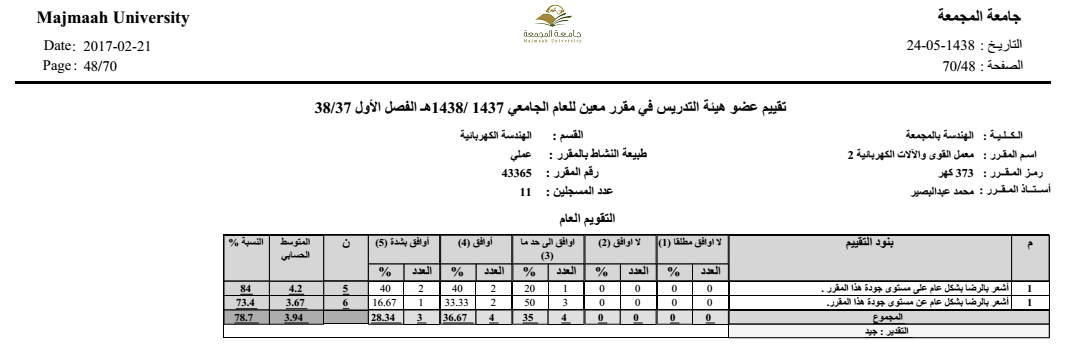 Majmaah University
جامعة المجمعة
جامعة المجمعة
Majmaah University
Date: 2017-02-21
التاريخ : 1438-05-24
Page: 48/70
الصفحة : 70/48
تقييم عضو هيئة التدريس في مقرر معين للعام الجامعي 1437 /1438هـ الفصل الأول 38/37
الكلية : الهندسة بالمجمعة القسم : الهندسة الكهربائية
اسم المقرر : معمل القوى والآلات الكهربائية 2 طبيعة النشاط بالمقرر : عملي
رمز المقرر : 373 كهر رقم المقرر : 43365
أستاذ المقرر : محمد عبدالبصير عدد المسجلين : 11
التقويم العام
م بنود التقييم لا اوافق مطلقا (1) لا اوافق (2) اوافق الى حد ما (3) أوافق (4) أوافق بشدة (5) ن المتوسط الحسابي النسبة %
العدد % العدد % العدد % العدد % العدد %
1 أشعر بالرضا بشكل عام على مستوى جودة هذا المقرر . 0 0 0 0 1 20 2 40 2 40 5 4.2 84
1 أشعر بالرضا بشكل عام عن مستوى جودة هذا المقرر. 0 0 0 0 3 50 2 33.33 1 16.67 6 3.67 73.4
المجموع 0 0 0 0 4 35 4 36.67 3 28.34 3.94 78.7
التقدير : جيد